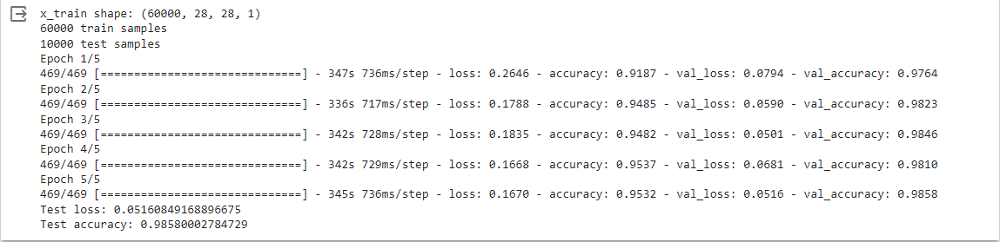 x_train shape: (60000, 28, 28, 1)
60000 train samples
10000 test samples
Epoch 1/5
469/469 [==============================] - 347s 736ms/step - loss: 0.2646 - accuracy: 0.9187 - val_loss: 0.0794 - val_accuracy: 0.9764
Epoch 2/5
469/469 [==============================] - 336s 717ms/step - loss: 0.1788 - accuracy: 0.9485 - val_loss: 0.0590 - val_accuracy: 0.9823
Epoch 3/5
469/469 [==============================] - 342s 728ms/step - loss: 0.1835 - accuracy: 0.9482 - val_loss: 0.0501 - val_accuracy: 0.9846
Epoch 4/5
469/469 [==============================] - 342s 729ms/step - loss: 0.1668 - accuracy: 0.9537 - val_loss: 0.0681 - val_accuracy: 0.9810
Epoch 5/5
469/469 [==============================] - 345s 736ms/step - loss: 0.1670 - accuracy: 0.9532 - val_loss: 0.0516 - val_accuracy: 0.9858
Test loss: 0.05160849168896675
Test accuracy: 0.98580002784729